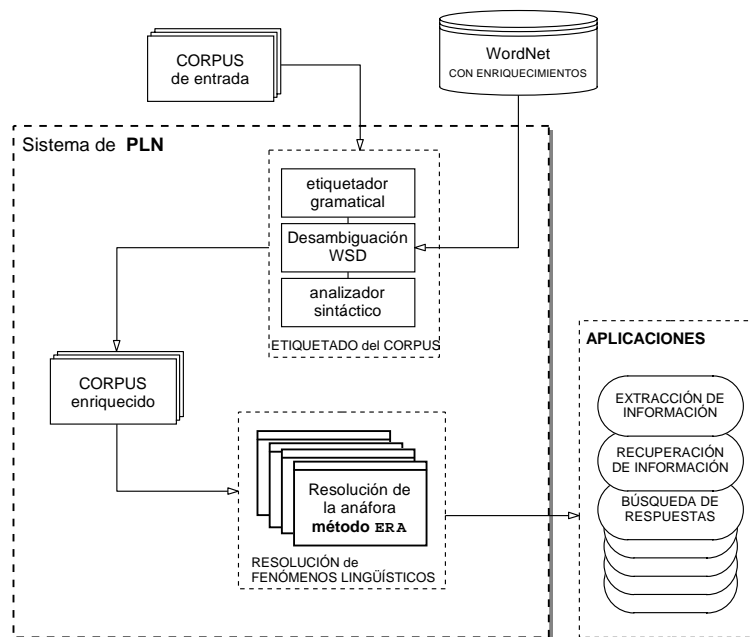 CORPUS
de entrada
WordNet
CON ENRIQUECIMIENTOS
Sistema de PLN
etiquetador
gramatical
Desambiguación
WSD
analizador
sintáctico
ETIQUETADO del CORPUS
CORPUS
enriquecido
Resolución de
la anáfora
método ERA
RESOLUCIÓN de
FENÓMENOS LINGÜÍSTICOS
APLICACIONES
EXTRACCIÓN DE
INFORMACIÓN
RECUPERACIÓN
DE INFORMACIÓN
BÚSQUEDA DE
RESPUESTAS